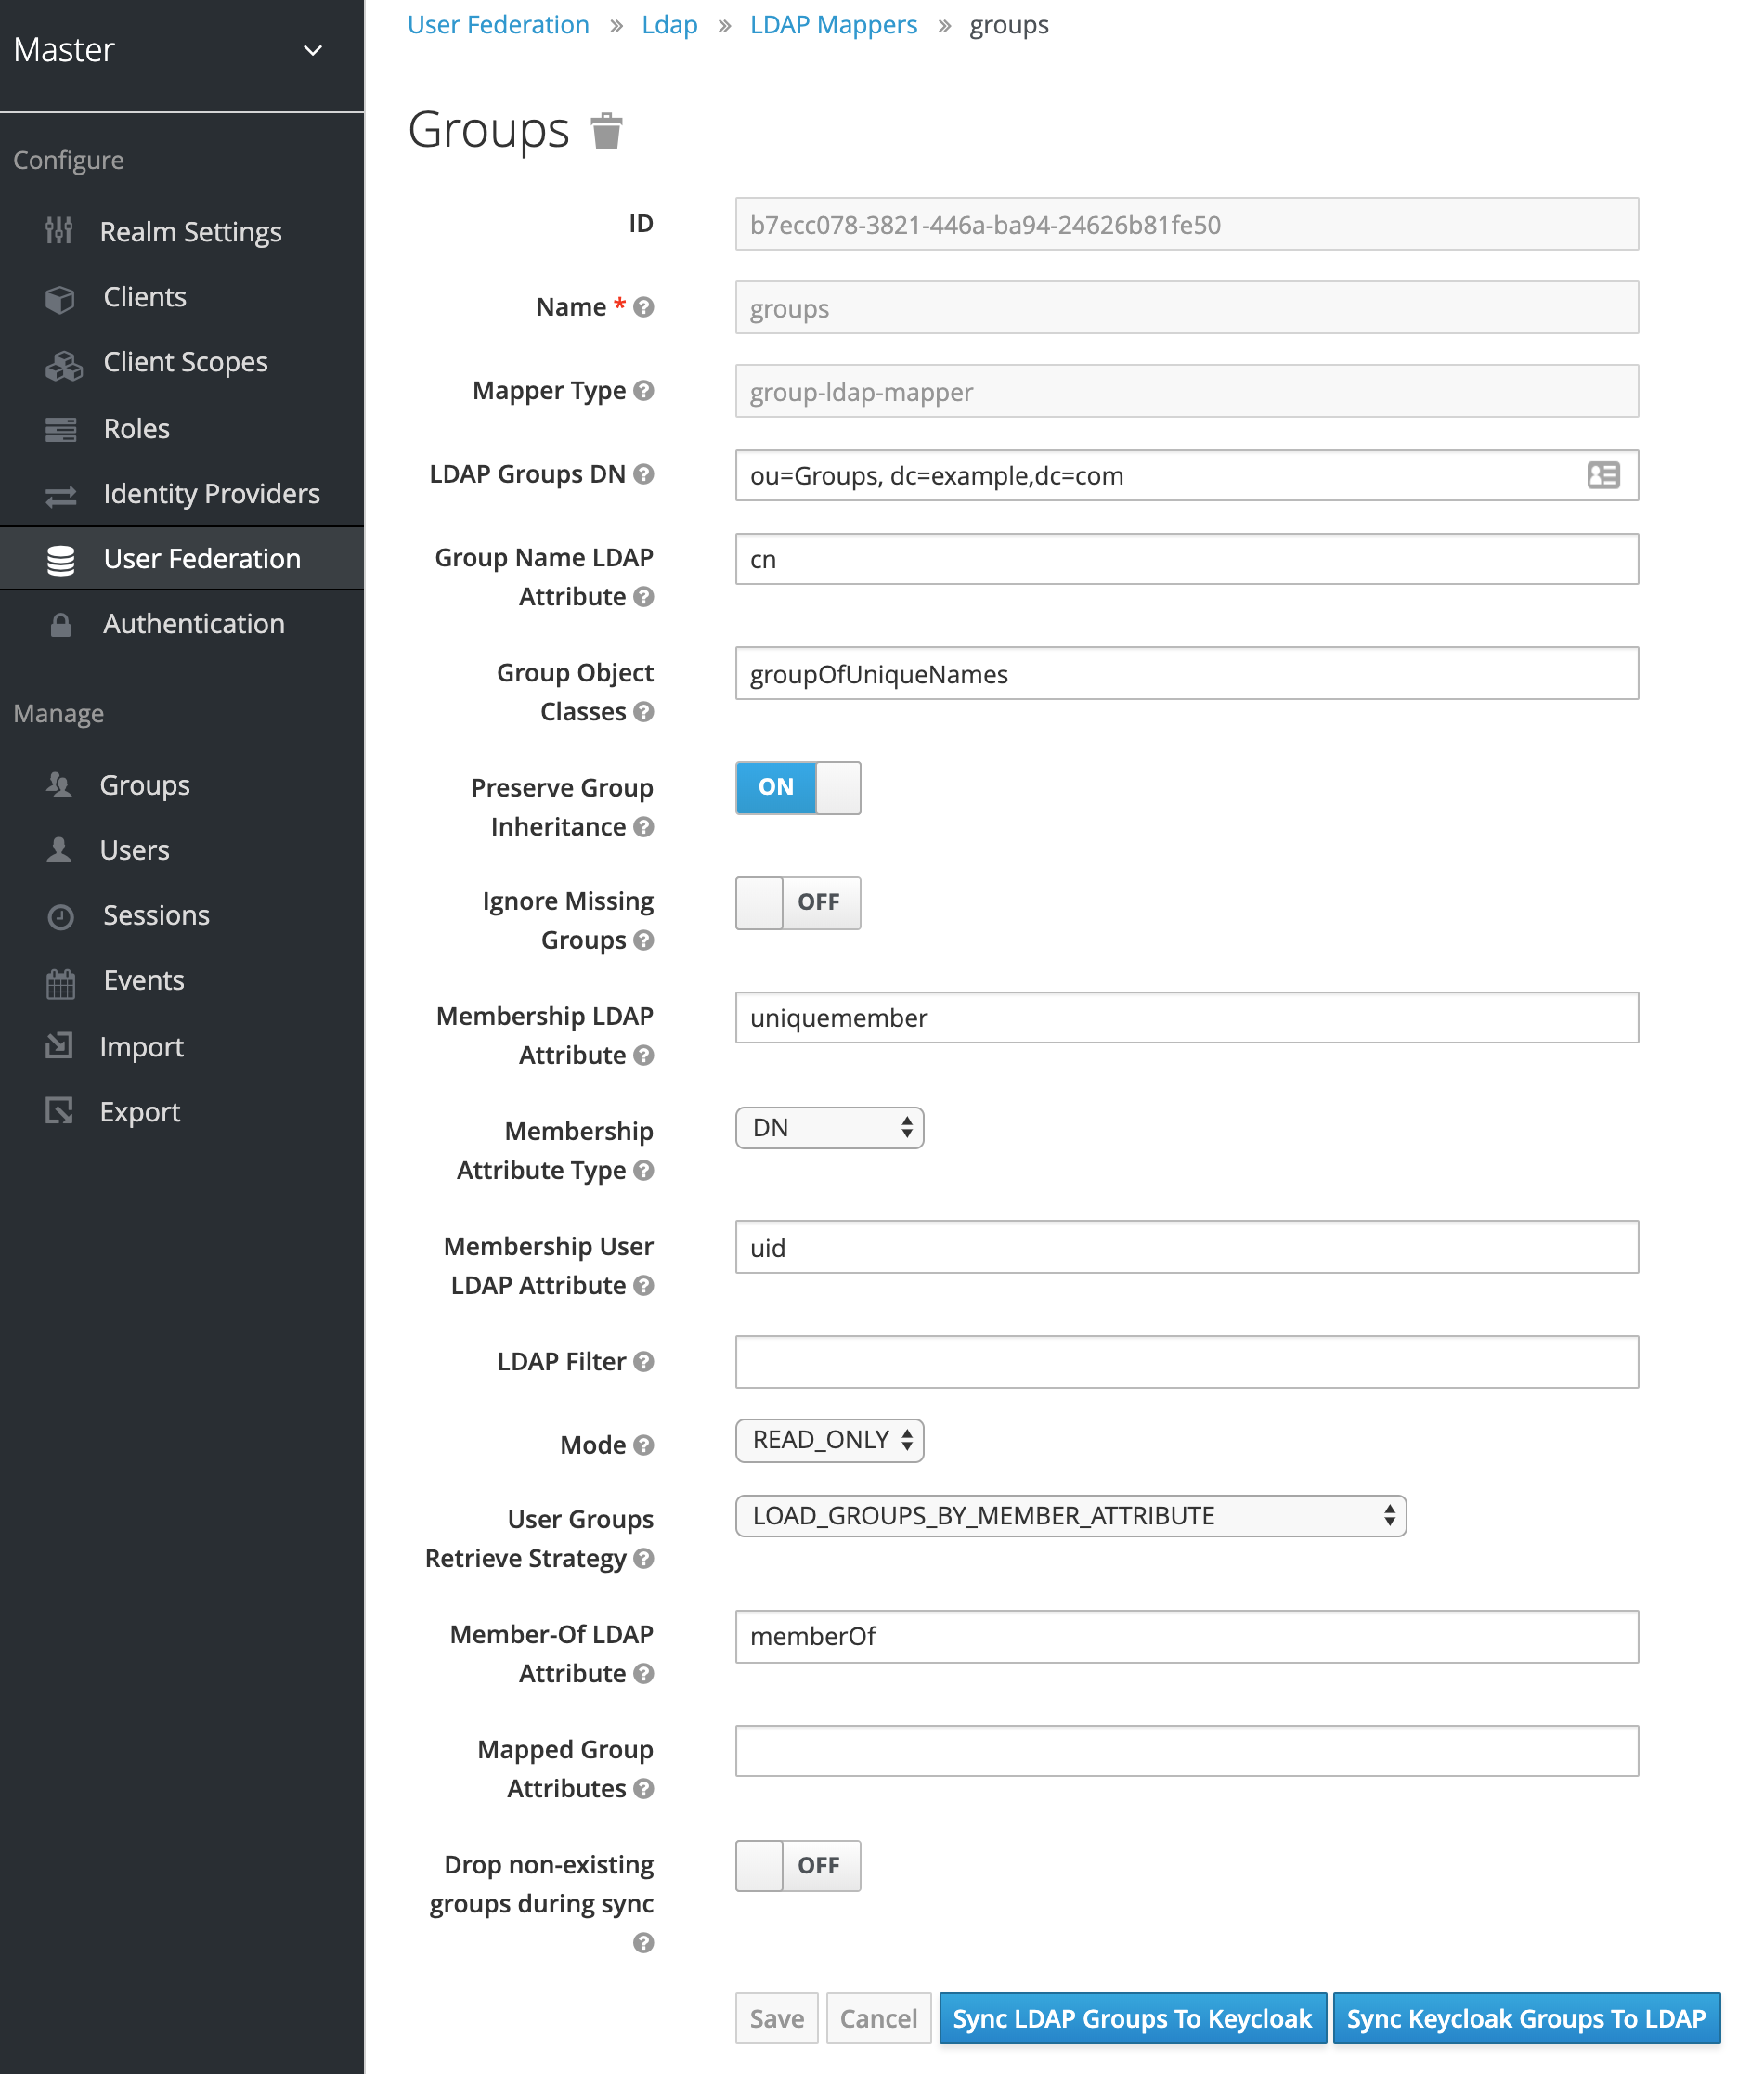 Master
Configure
Realm Settings
Clients
Client Scopes
Roles
Identity Providers
User Federation
Authentication
Manage
Groups
Users
Sessions
Events
Import
Export
User Federation » Ldap » LDAP Mappers » groups
Groups
ID
b7ecc078-3821-446a-ba94-24626b81fe50
Name *
groups
Mapper Type
group-ldap-mapper
LDAP Groups DN
ou=Groups, dc=example,dc=com
Group Name LDAP
Attribute
cn
Group Object
Classes
groupOfUniqueNames
Preserve Group
Inheritance
ON
Ignore Missing
Groups
OFF
Membership LDAP
Attribute
uniquemember
Membership
Attribute Type
DN
Membership User
LDAP Attribute
uid
LDAP Filter
Mode
READ_ONLY
User Groups
Retrieve Strategy
LOAD_GROUPS_BY_MEMBER_ATTRIBUTE
Member-Of LDAP
Attribute
memberOf
Mapped Group
Attributes
Drop non-existing
groups during sync
OFF
Save
Cancel
Sync LDAP Groups To Keycloak
Sync Keycloak Groups To LDAP